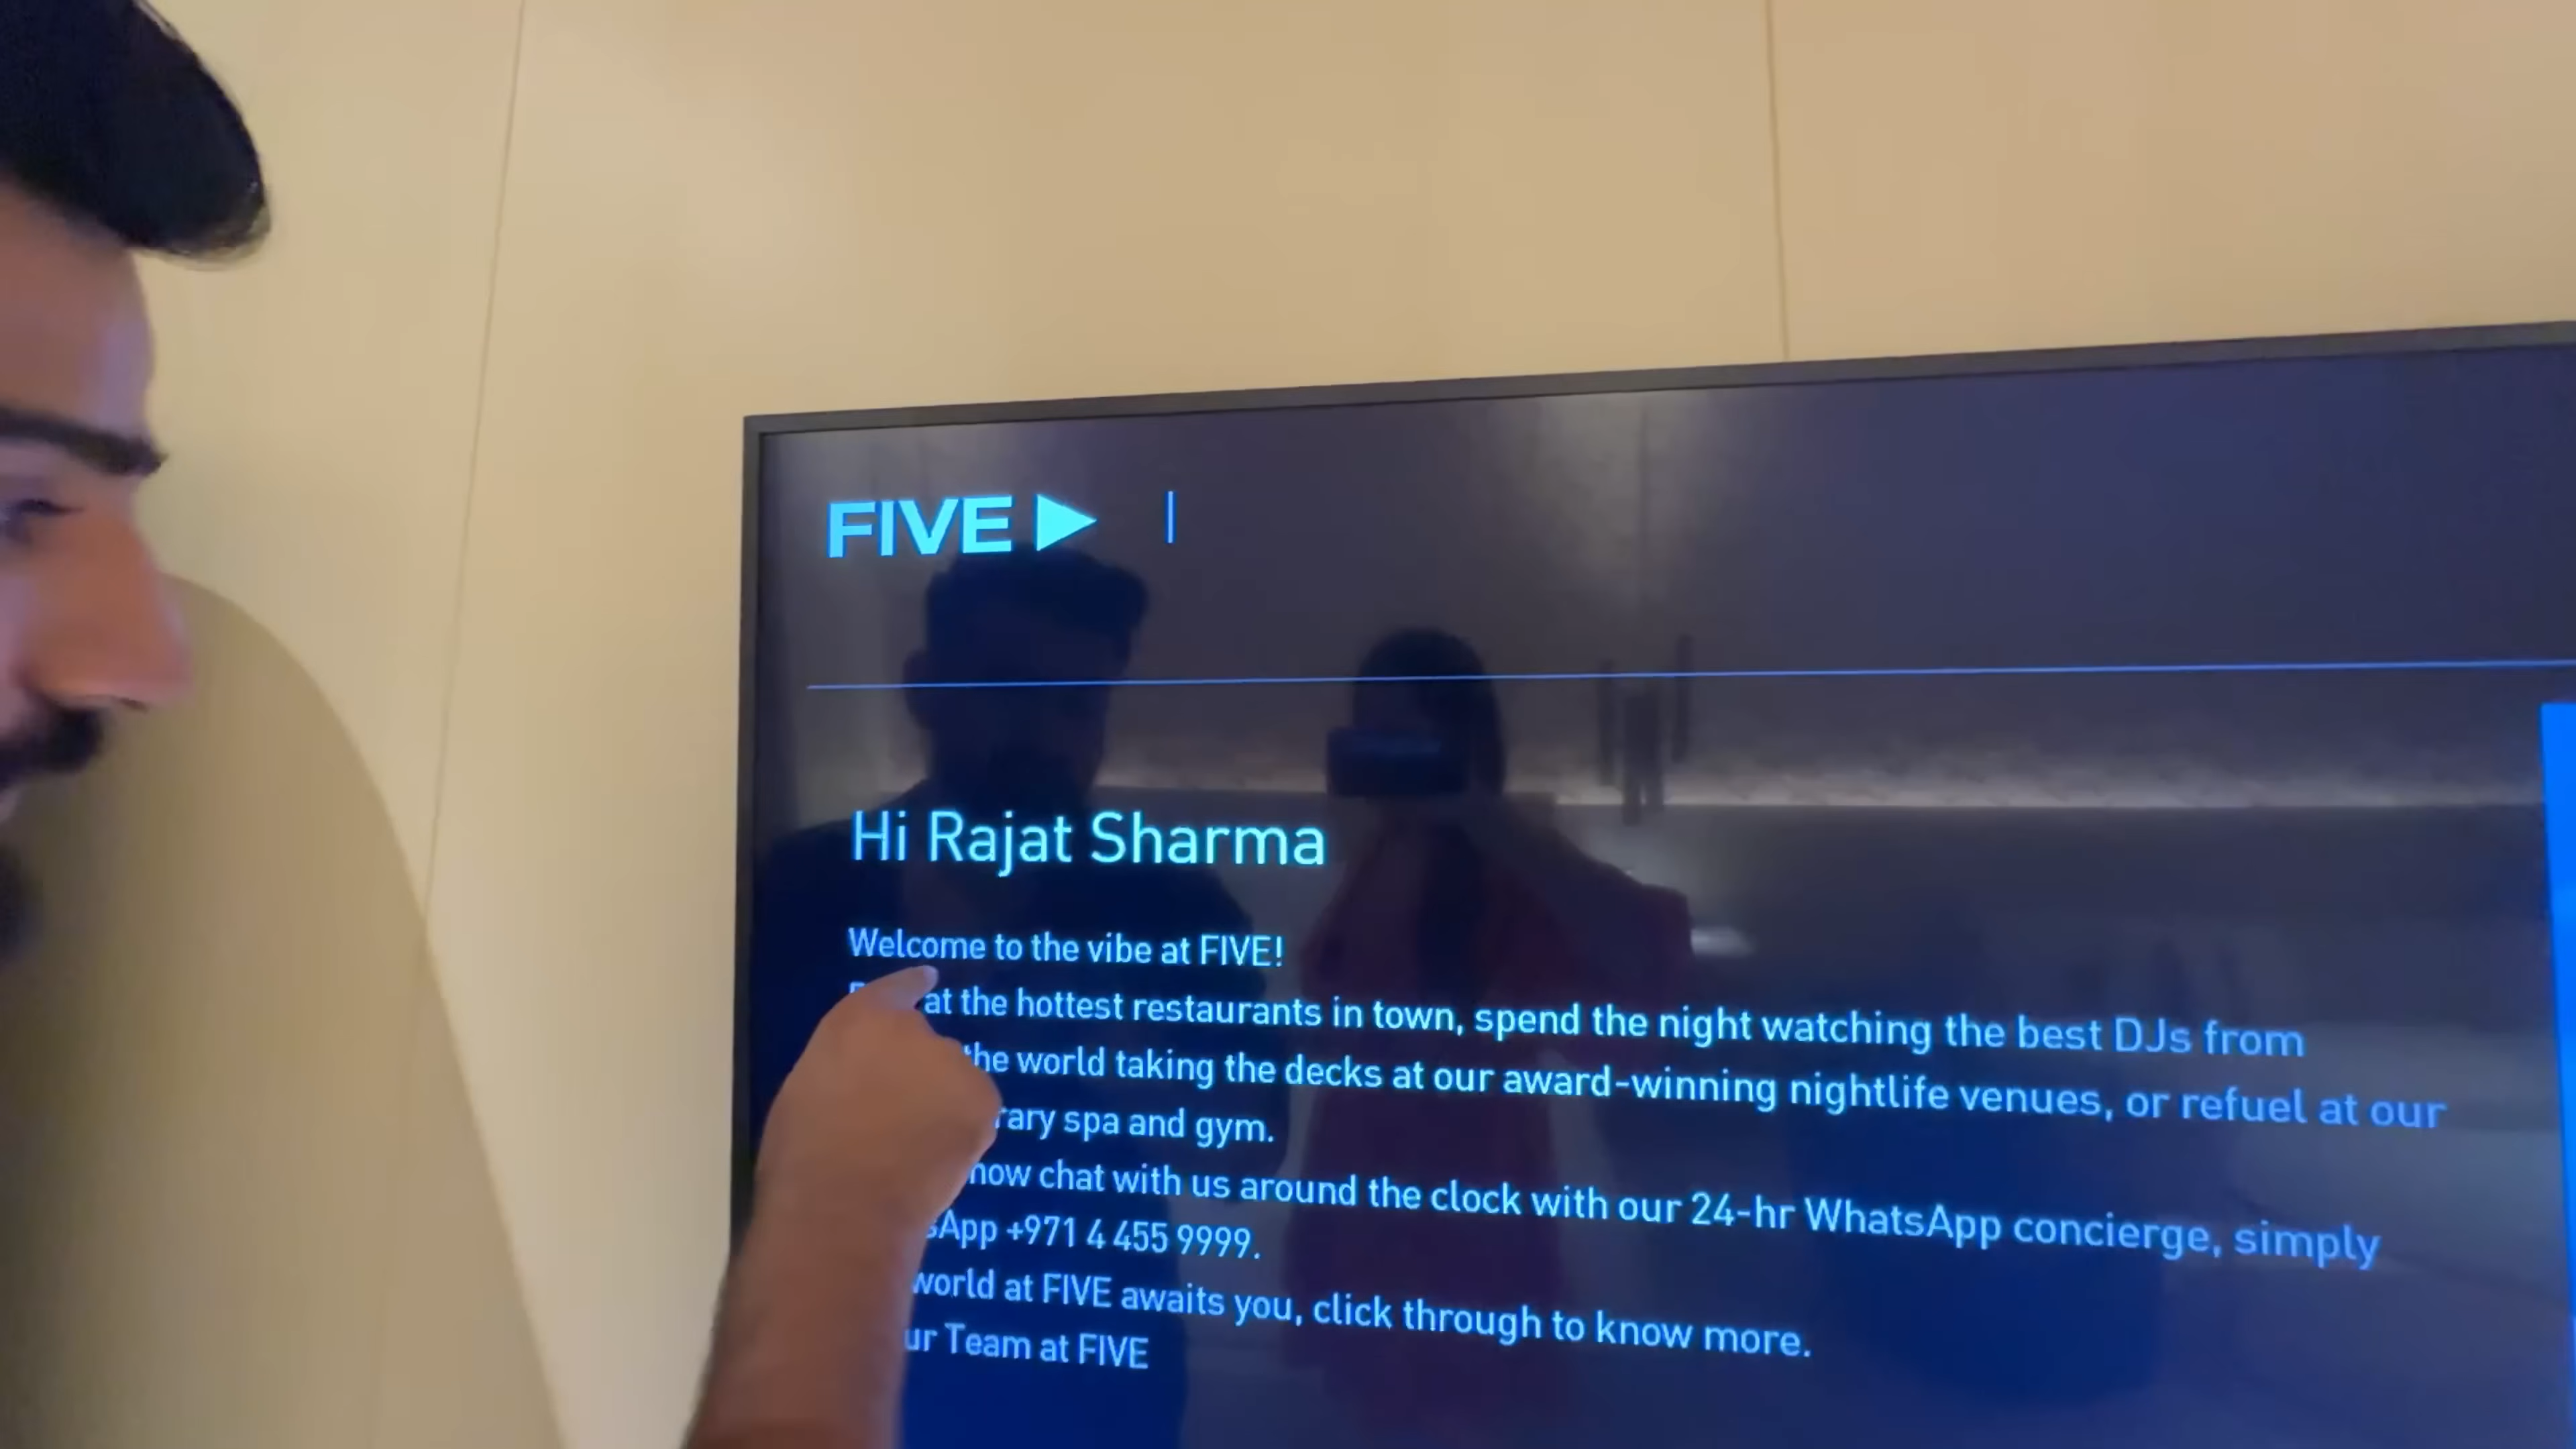 FIVE
Hi Rajat Sharma
Welcome to the vibe at FIVE!
at the hottest restaurants in town, spend the night watching the best DJs from
the world taking the decks at our award-winning nightlife venues, or refuel at our
spa and gym.
now chat with us around the clock with our 24-hr WhatsApp concierge, simply
+971 4 455 9999.
world at FIVE awaits you, click through to know more.
Team at FIVE